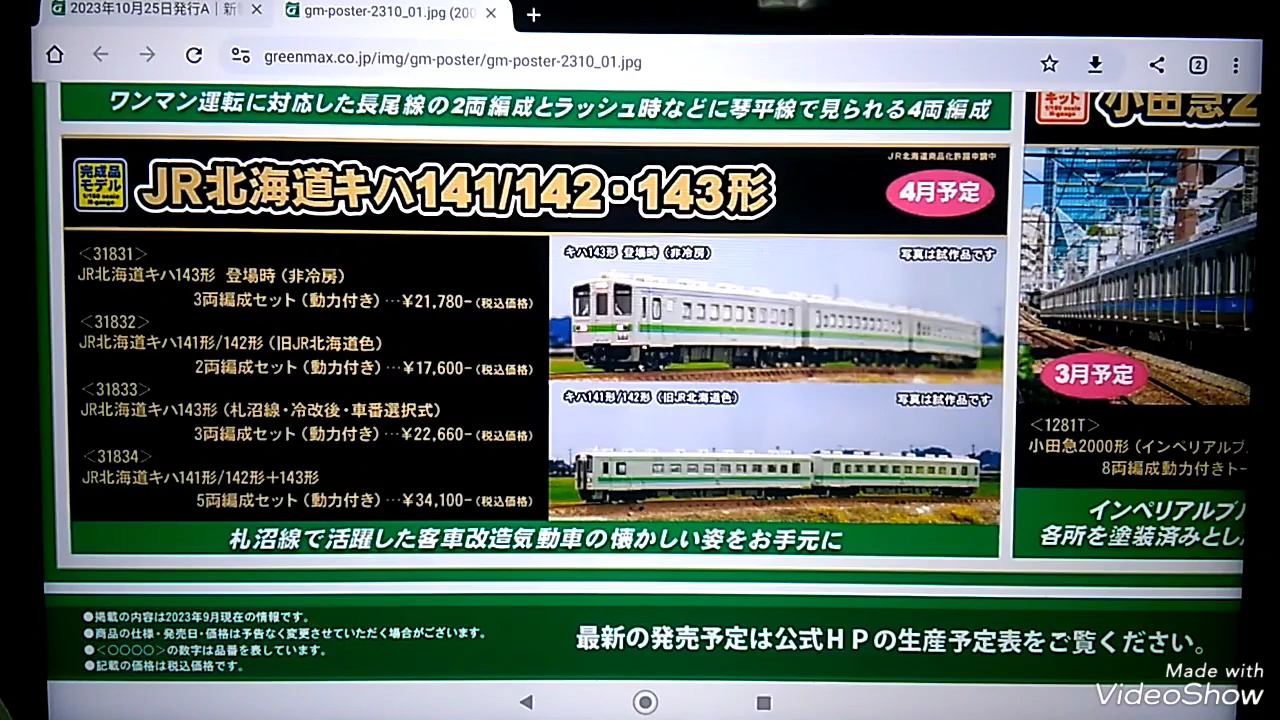 2023年10月25日発行A｜新
gm-poster-2310_01.jpg (200
greenmax.co.jp/img/gm-poster/gm-poster-2310_01.jpg
2
ワンマン運転に対応した長尾線の2両編成とラッシュ時などに琴平線で見られる4両編成
キット
1/150 scale
N-gauge
小田急2
JR北海道商品化許諾申請中
完成品
モデル
1/150 scale
N-gauge
JR北海道キハ141/142・143形
4月予定
<31831>
JR北海道キハ143形 登場時（非冷房）
3両編成セット（動力付き）…¥21,780-（税込価格）
<31832>
JR北海道キハ141形/142形（旧JR北海道色）
2両編成セット（動力付き）…¥17,600-（税込価格）
<31833>
JR北海道キハ143形（札沼線・冷改後・車番選択式）
3両編成セット（動力付き）…¥22,660-（税込価格）
<31834>
JR北海道キハ141形/142形＋143形
5両編成セット（動力付き）…¥34,100-（税込価格）
キハ143形 登場時（非冷房）
写真は試作品です
キハ141形/142形（旧JR北海道色）
写真は試作品です
札沼線で活躍した客車改造気動車の懐かしい姿をお手元に
3月予定
<1281T>
小田急2000形（インペリアルブ
8両編成動力付きトー
インペリアルブル
各所を塗装済みとし
●掲載の内容は2023年9月現在の情報です。
●商品の仕様・発売日・価格は予告なく変更させていただく場合がございます。
●<○○○○>の数字は品番を表しています。
●記載の価格は税込価格です。
最新の発売予定は公式HPの生産予定表をご覧ください。
Made with
VideoShow